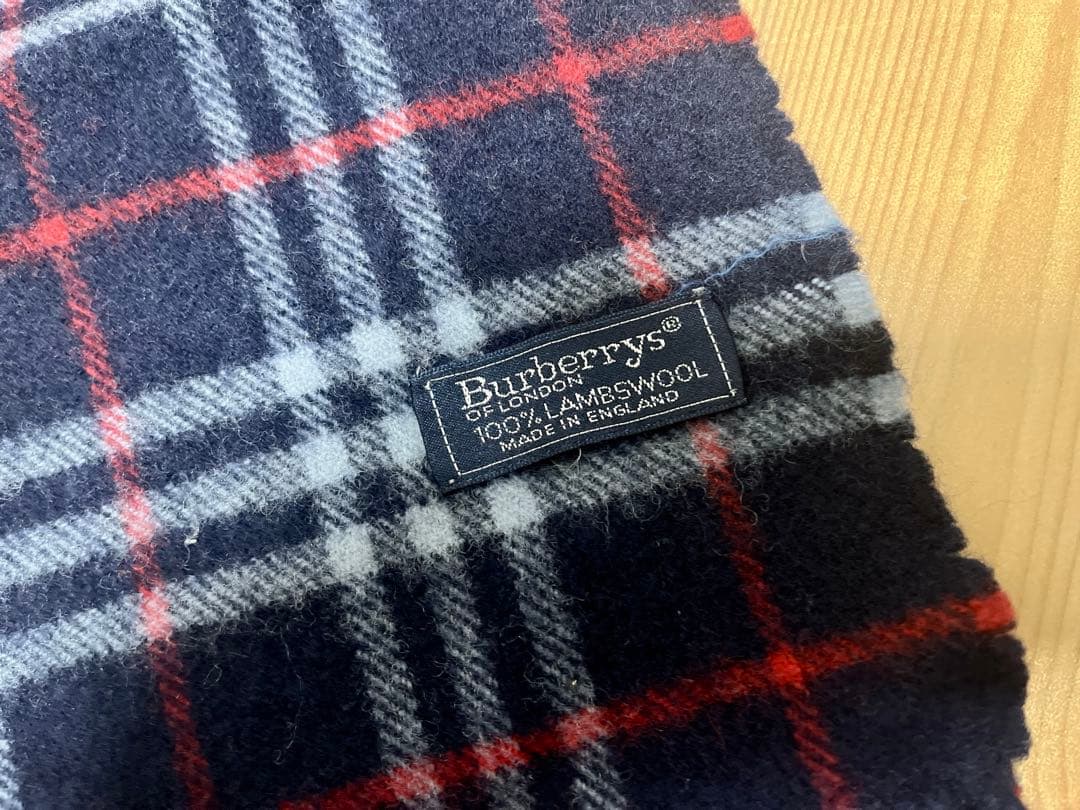 Burberrys®
OF LONDON
100% LAMBSWOOL
MADE IN ENGLAND